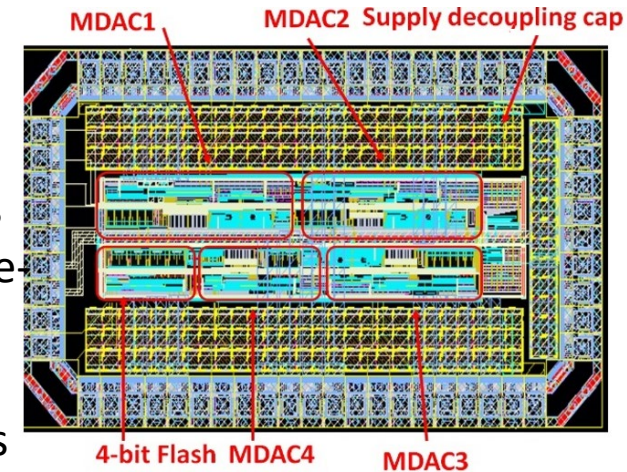 MDAC1
MDAC2
Supply decoupling cap
e-
s
4-bit Flash
MDAC4
MDAC3